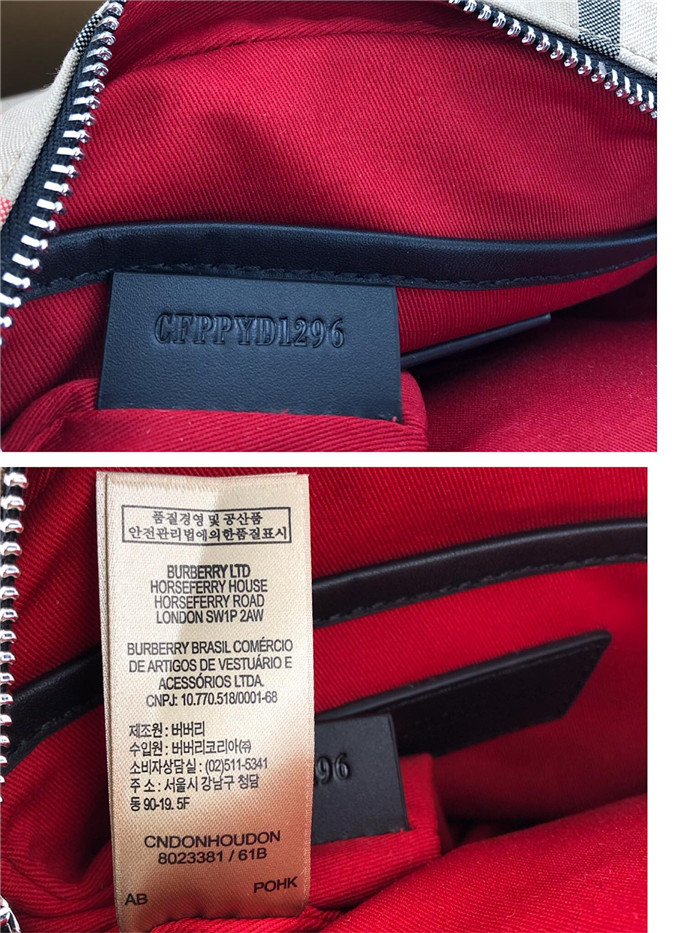 CFPPYD1296
품질경영 및 공산품
안전관리법에의한품질표시
BURBERRY LTD
HORSEFERRY HOUSE
HORSEFERRY ROAD
LONDON SW1P 2AW
BURBERRY BRASIL COMÉRCIO
DE ARTIGOS DE VESTUÁRIO E
ACESSÓRIOS LTDA.
CNPJ: 10.770.518/0001-68
제조원 : 버버리
수입원 : 버버리코리아㈜
소비자상담실 : (02)511-5341
주 소 : 서울시 강남구 청담
동 90-19. 5F
CNDONHOUDON
8023381 / 61B
AB POHK
296